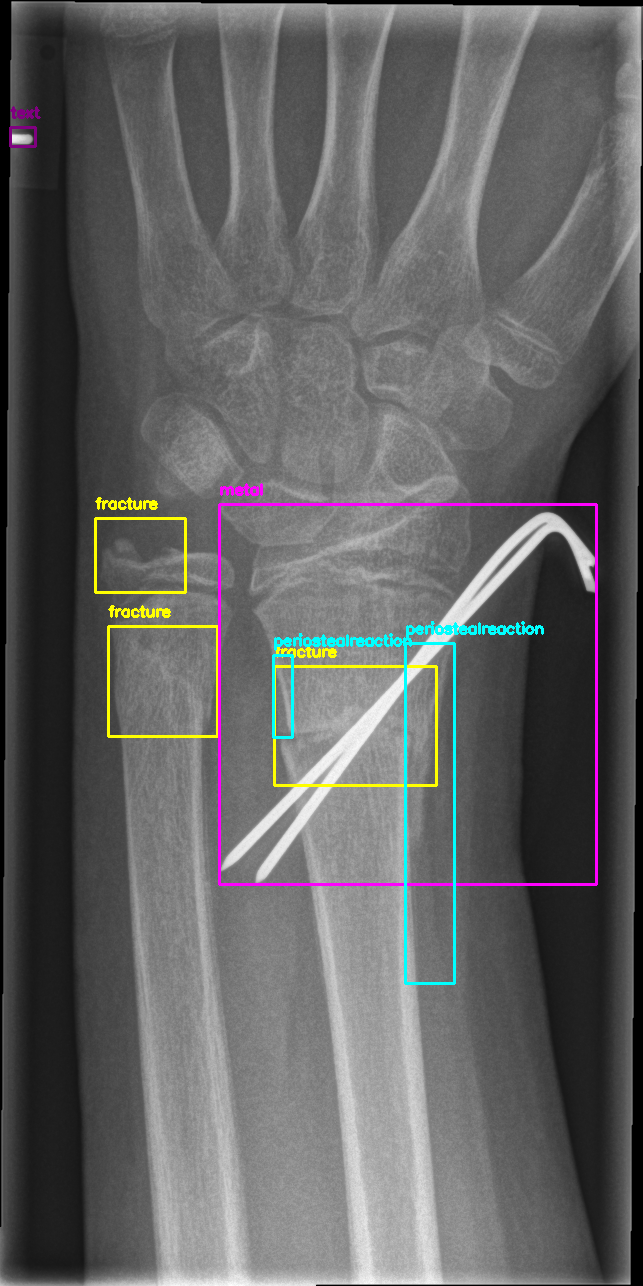 text
fracture
metal
fracture
periostealreaction
periostealreaction
fracture